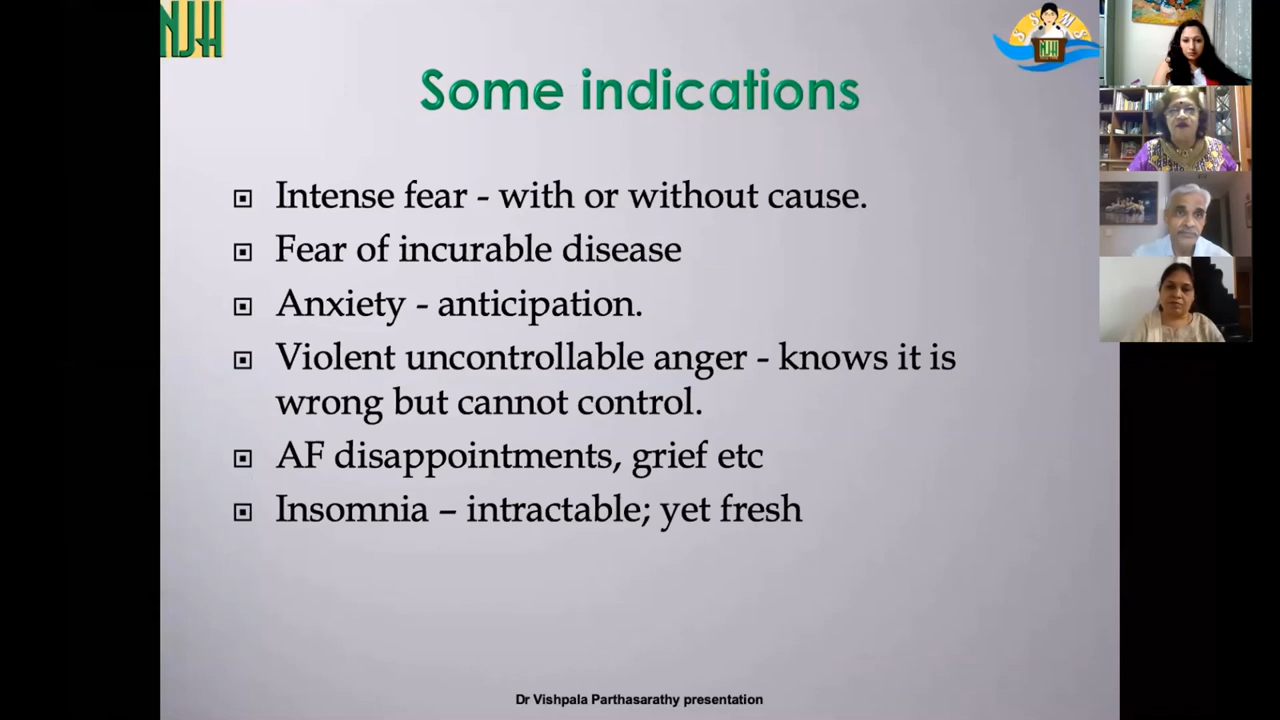 NJH
S S M S
NJH
Some indications
Intense fear - with or without cause.
Fear of incurable disease
Anxiety - anticipation.
Violent uncontrollable anger - knows it is
wrong but cannot control.
AF disappointments, grief etc
Insomnia – intractable; yet fresh
Dr Vishpala Parthasarathy presentation